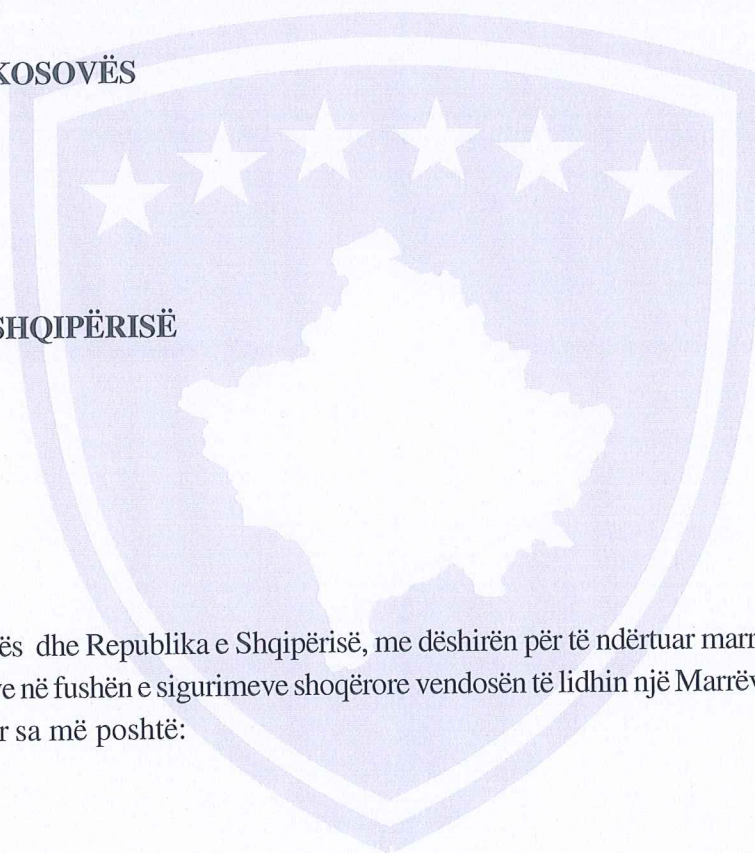 KOSOVËS
SHQIPËRISË
ës dhe Republika e Shqipërisë, me dëshirën për të ndërtuar marr
e në fushën e sigurimeve shoqërore vendosën të lidhin një Marrëv
r sa më poshtë: